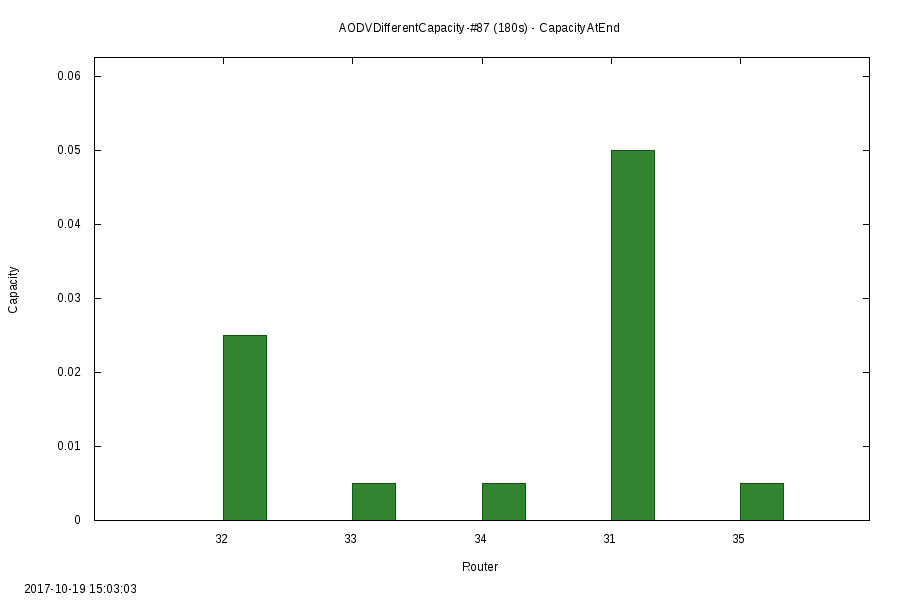 AODVDifferentCapacity-#87 (180s) - CapacityAtEnd
0.06
0.05
0.04
0.03
0.02
0.01
0
Capacity
32 33 34 31 35
Router
2017-10-19 15:03:03